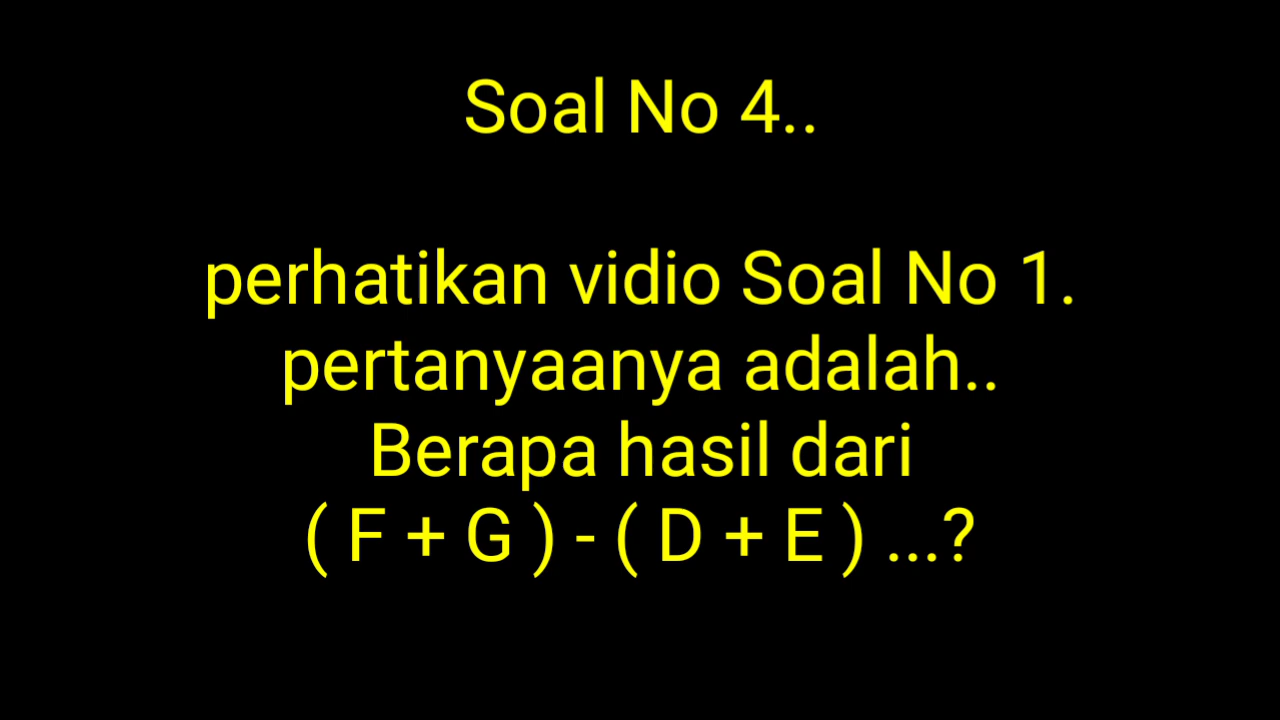 Soal No 4..
perhatikan vidio Soal No 1.
pertanyaanya adalah..
Berapa hasil dari
( F + G ) - ( D + E ) ...?